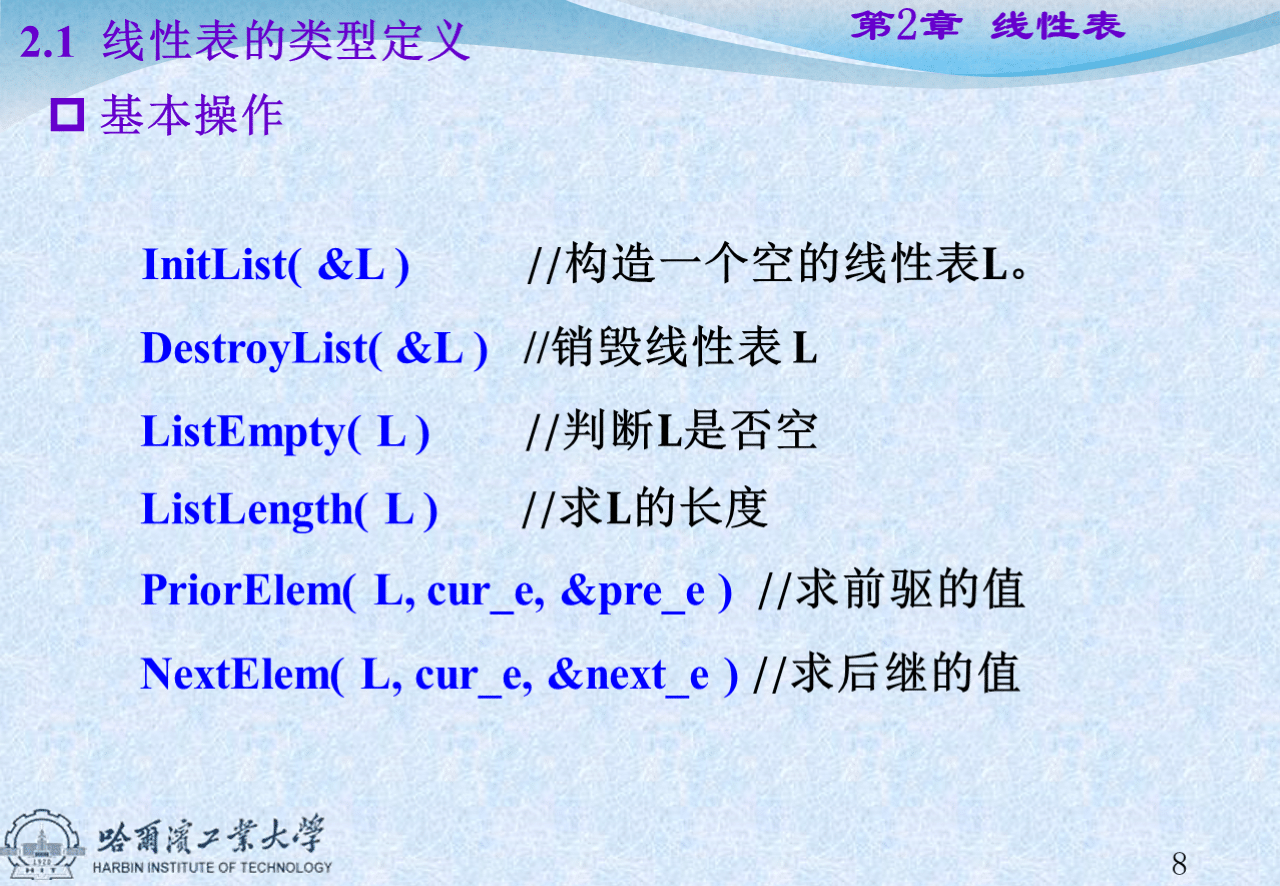 第2章 线性表
2.1 线性表的类型定义
基本操作
InitList( &L ) //构造一个空的线性表L。
DestroyList( &L ) //销毁线性表 L
ListEmpty( L ) //判断L是否空
ListLength( L ) //求L的长度
PriorElem( L, cur_e, &pre_e ) //求前驱的值
NextElem( L, cur_e, &next_e ) //求后继的值
1920
HIT
哈爾濱工業大學
HARBIN INSTITUTE OF TECHNOLOGY
8